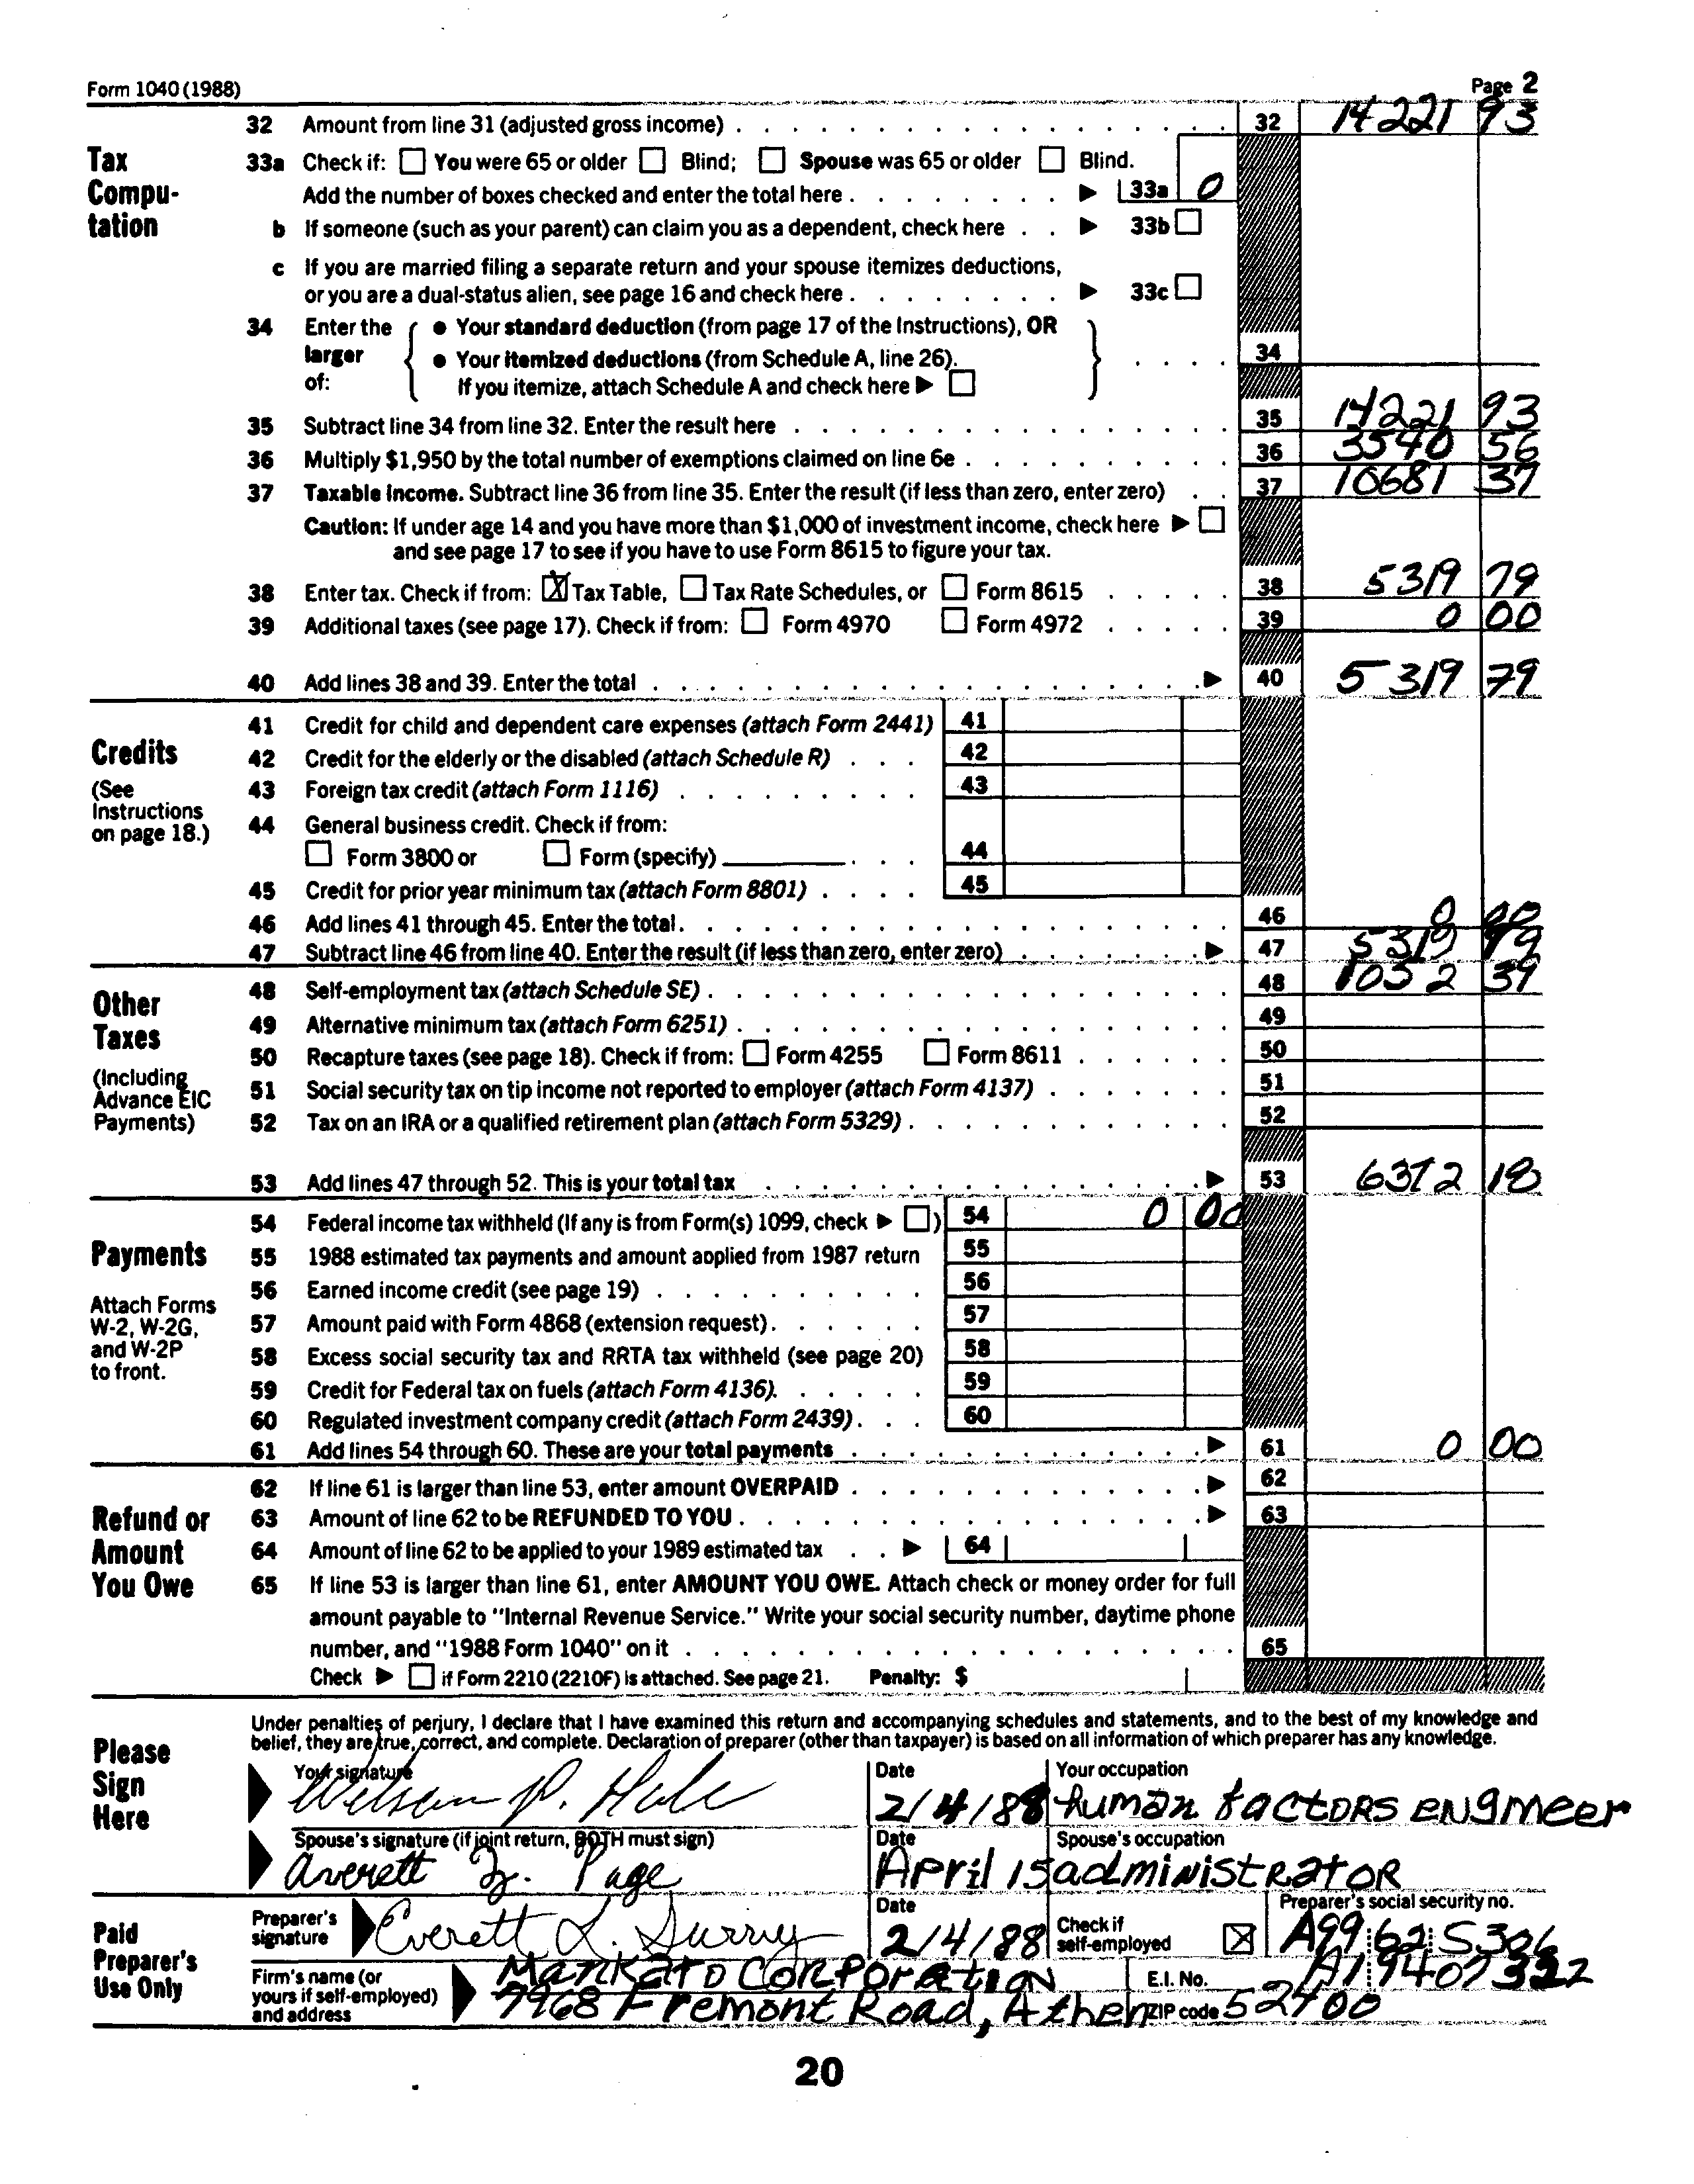 Form 1040 (1988) Page 2
32 Amount from line 31 (adjusted gross income) 32 14221 93
Tax Computation
33a Check if: You were 65 or older Blind; Spouse was 65 or older Blind.
Add the number of boxes checked and enter the total here 33a 0
b If someone (such as your parent) can claim you as a dependent, check here 33b
c If you are married filing a separate return and your spouse itemizes deductions,
or you are a dual-status alien, see page 16 and check here 33c
34 Enter the larger of:
• Your standard deduction (from page 17 of the Instructions), OR
• Your itemized deductions (from Schedule A, line 26).
If you itemize, attach Schedule A and check here
34
35 Subtract line 34 from line 32. Enter the result here 35 14221 93
36 Multiply $1,950 by the total number of exemptions claimed on line 6e 36 3540 56
37 Taxable income. Subtract line 36 from line 35. Enter the result (if less than zero, enter zero) 37 10681 37
Caution: If under age 14 and you have more than $1,000 of investment income, check here
and see page 17 to see if you have to use Form 8615 to figure your tax.
38 Enter tax. Check if from: X Tax Table, Tax Rate Schedules, or Form 8615 38 5319 79
39 Additional taxes (see page 17). Check if from: Form 4970 Form 4972 39 0 00
40 Add lines 38 and 39. Enter the total 40 5319 79
Credits
(See Instructions on page 18.)
41 Credit for child and dependent care expenses (attach Form 2441) 41
42 Credit for the elderly or the disabled (attach Schedule R) 42
43 Foreign tax credit (attach Form 1116) 43
44 General business credit. Check if from:
Form 3800 or Form (specify) 44
45 Credit for prior year minimum tax (attach Form 8801) 45
46 Add lines 41 through 45. Enter the total. 46 0 00
47 Subtract line 46 from line 40. Enter the result (if less than zero, enter zero) 47 5319 79
Other Taxes
(Including Advance EIC Payments)
48 Self-employment tax (attach Schedule SE) 48 1052 39
49 Alternative minimum tax (attach Form 6251) 49
50 Recapture taxes (see page 18). Check if from: Form 4255 Form 8611 50
51 Social security tax on tip income not reported to employer (attach Form 4137) 51
52 Tax on an IRA or a qualified retirement plan (attach Form 5329) 52
53 Add lines 47 through 52. This is your total tax 53 6372 18
Payments
Attach Forms W-2, W-2G, and W-2P to front.
54 Federal income tax withheld (If any is from Form(s) 1099, check ) 54 0 00
55 1988 estimated tax payments and amount applied from 1987 return 55
56 Earned income credit (see page 19) 56
57 Amount paid with Form 4868 (extension request) 57
58 Excess social security tax and RRTA tax withheld (see page 20) 58
59 Credit for Federal tax on fuels (attach Form 4136). 59
60 Regulated investment company credit (attach Form 2439) 60
61 Add lines 54 through 60. These are your total payments 61 0 00
Refund or Amount You Owe
62 If line 61 is larger than line 53, enter amount OVERPAID 62
63 Amount of line 62 to be REFUNDED TO YOU 63
64 Amount of line 62 to be applied to your 1989 estimated tax 64
65 If line 53 is larger than line 61, enter AMOUNT YOU OWE. Attach check or money order for full
amount payable to "Internal Revenue Service." Write your social security number, daytime phone
number, and "1988 Form 1040" on it 65
Check if Form 2210 (2210F) is attached. See page 21. Penalty: $
Please Sign Here
Under penalties of perjury, I declare that I have examined this return and accompanying schedules and statements, and to the best of my knowledge and
belief, they are true, correct, and complete. Declaration of preparer (other than taxpayer) is based on all information of which preparer has any knowledge.
Your signature Date Your occupation
Wilson P. Hale 2/4/88 human factors engineer
Spouse's signature (if joint return, BOTH must sign) Date Spouse's occupation
Averett Page April 15 administrator
Paid Preparer's Use Only
Preparer's signature Everett L. Surry Date 2/4/88 Check if self-employed X Preparer's social security no. A99 62 5306
Firm's name (or yours if self-employed) and address
Mankato Corporation E.I. No.
7968 Fremont Road, Athen ZIP code 52400
20